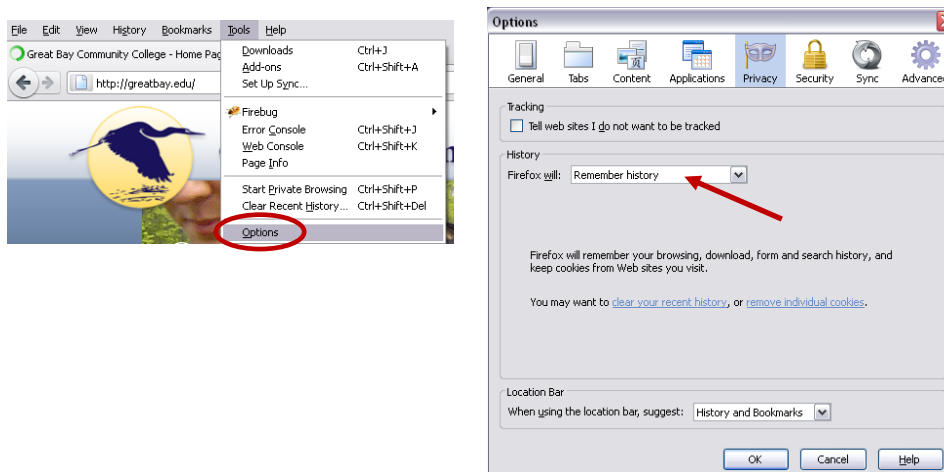 File Edit View History Bookmarks Tools Help
Great Bay Community College - Home Pag
http://greatbay.edu/
Downloads Ctrl+J
Add-ons Ctrl+Shift+A
Set Up Sync...
Firebug
Error Console Ctrl+Shift+J
Web Console Ctrl+Shift+K
Page Info
Start Private Browsing Ctrl+Shift+P
Clear Recent History... Ctrl+Shift+Del
Options
Options
General Tabs Content Applications Privacy Security Sync Advanced
Tracking
Tell web sites I do not want to be tracked
History
Firefox will: Remember history
Firefox will remember your browsing, download, form and search history, and
keep cookies from Web sites you visit.
You may want to clear your recent history, or remove individual cookies.
Location Bar
When using the location bar, suggest: History and Bookmarks
OK Cancel Help